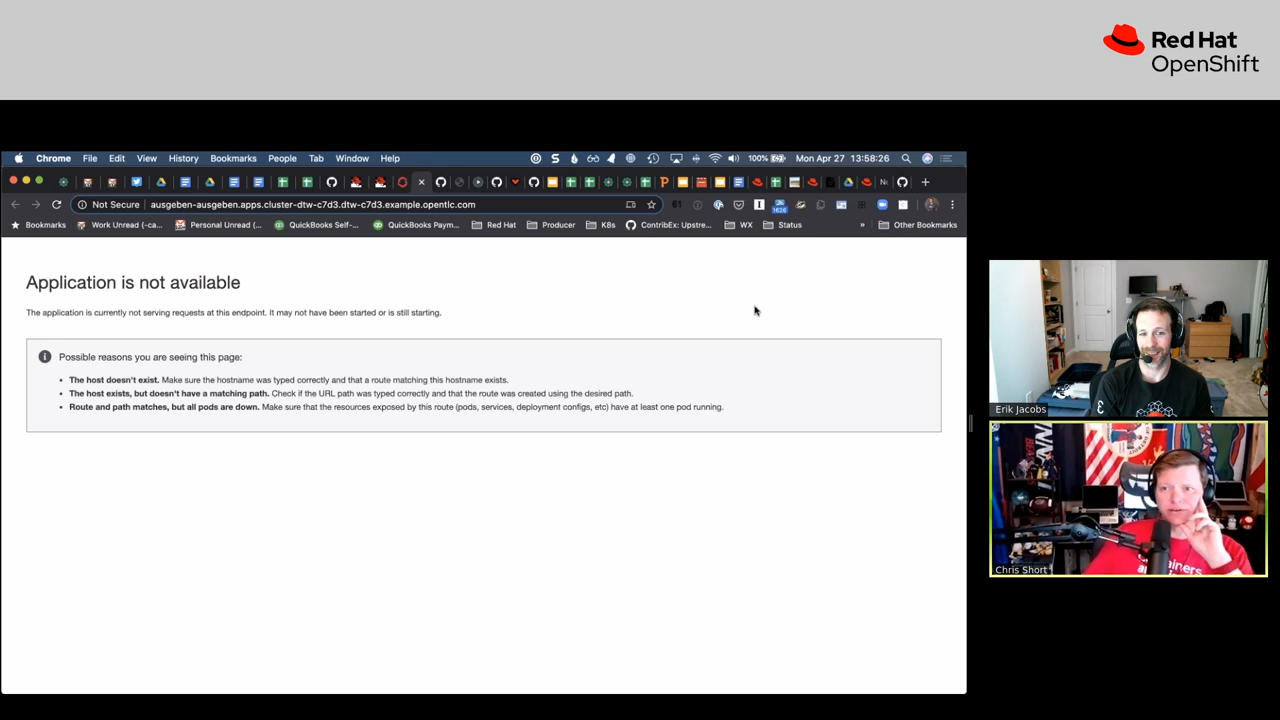 Red Hat
OpenShift
Chrome File Edit View History Bookmarks People Tab Window Help 100% Mon Apr 27 13:58:26
Not Secure ausgeben-ausgeben.apps.cluster-dtw-c7d3.dtw-c7d3.example.opentlc.com 61
Bookmarks Work Unread (-ca... Personal Unread (... QuickBooks Self-... QuickBooks Paym... Red Hat Producer K8s ContribEx: Upstre... WX Status » Other Bookmarks
Application is not available
The application is currently not serving requests at this endpoint. It may not have been started or is still starting.
Possible reasons you are seeing this page:
• The host doesn't exist. Make sure the hostname was typed correctly and that a route matching this hostname exists.
• The host exists, but doesn't have a matching path. Check if the URL path was typed correctly and that the route was created using the desired path.
• Route and path matches, but all pods are down. Make sure that the resources exposed by this route (pods, services, deployment configs, etc) have at least one pod running.
Erik Jacobs
Chris Short